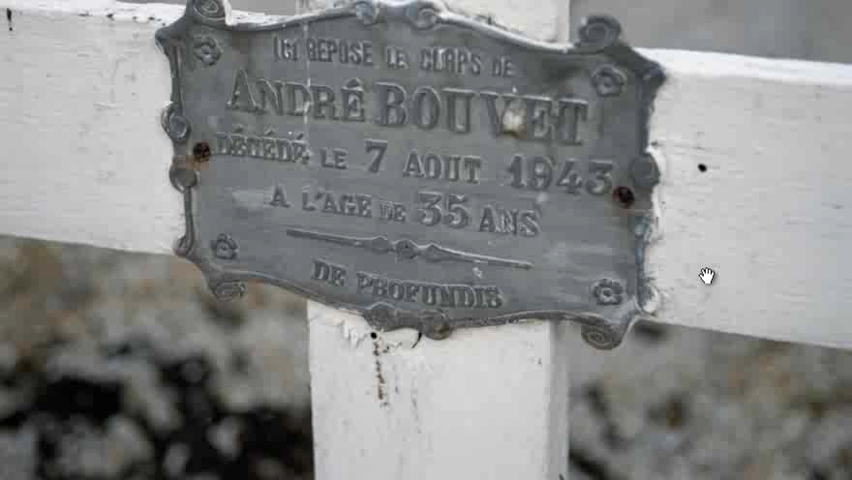 ICI REPOSE LE CORPS DE
ANDRÉ BOUVET
DÉCÉDÉ LE 7 AOUT 1943
A L'AGE DE 35 ANS
DE PROFUNDIS